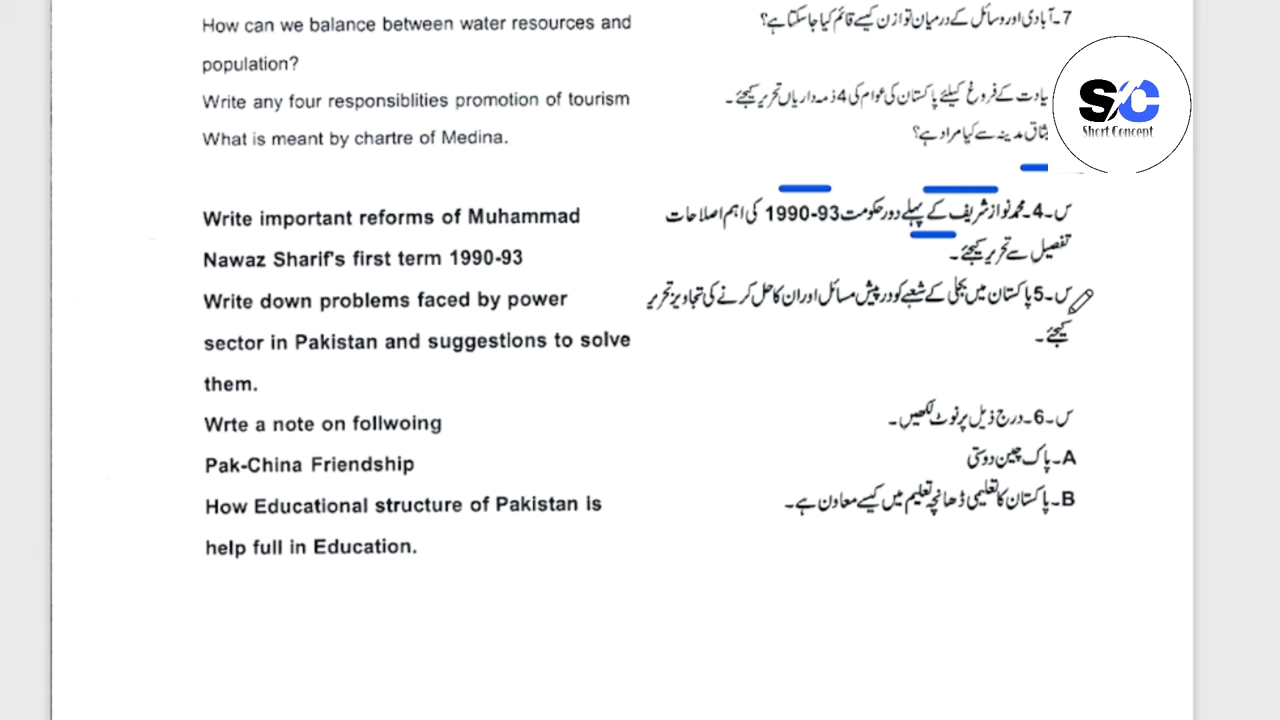 How can we balance between water resources and
7۔ آبادی اور وسائل کے درمیان توازن کیسے قائم کیا جاسکتا ہے؟
population?
Write any four responsiblities promotion of tourism
یاحت کے فروغ کیلئے پاکستان کی عوام کی 4 ذمہ داریاں تحریر کیجئے۔
What is meant by chartre of Medina.
ثاق مدینہ سے کیا مراد ہے؟
SC
Short Concept
Write important reforms of Muhammad
س۔4۔ محمد نواز شریف کے پہلے دور حکومت 1990-93 کی اہم اصلاحات
Nawaz Sharif's first term 1990-93
تفصیل سے تحریر کیجئے۔
Write down problems faced by power
س۔5 پاکستان میں بجلی کے شعبے کو درپیش مسائل اور ان کا حل کرنے کی تجاویز تحریر
sector in Pakistan and suggestions to solve
کیجئے۔
them.
Wrte a note on follwoing
س۔6۔ درج ذیل پر نوٹ لکھیں۔
Pak-China Friendship
A۔ پاک چین دوستی
How Educational structure of Pakistan is
B۔ پاکستان کا تعلیمی ڈھانچہ تعلیم میں کیسے معاون ہے۔
help full in Education.